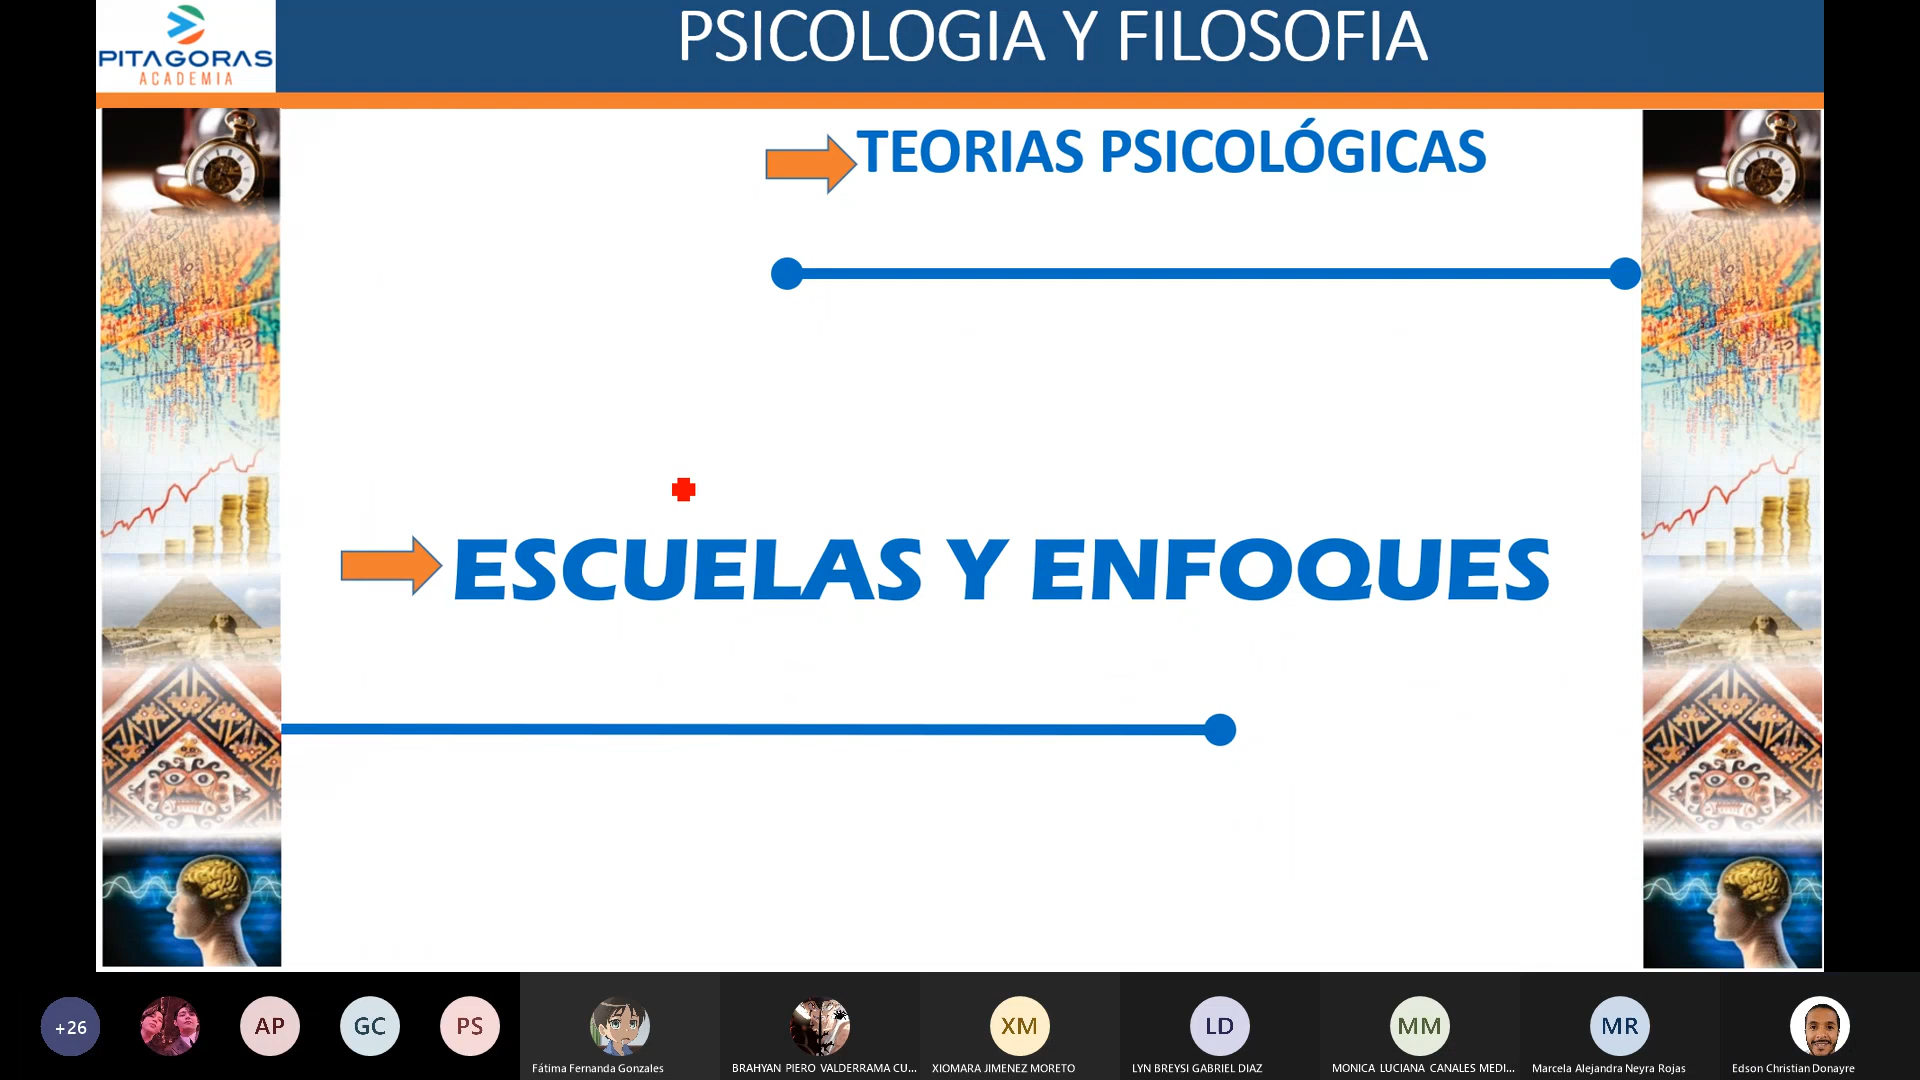 PSICOLOGIA Y FILOSOFIA
PITAGORAS
ACADEMIA
TEORIAS PSICOLÓGICAS
ESCUELAS Y ENFOQUES
+26
AP
GC
PS
XM
LD
MM
MR
Fátima Fernanda Gonzales
BRAHYAN PIERO VALDERRAMA CU...
XIOMARA JIMENEZ MORETO
LYN BREYSI GABRIEL DIAZ
MONICA LUCIANA CANALES MEDI...
Marcela Alejandra Neyra Rojas
Edson Christian Donayre